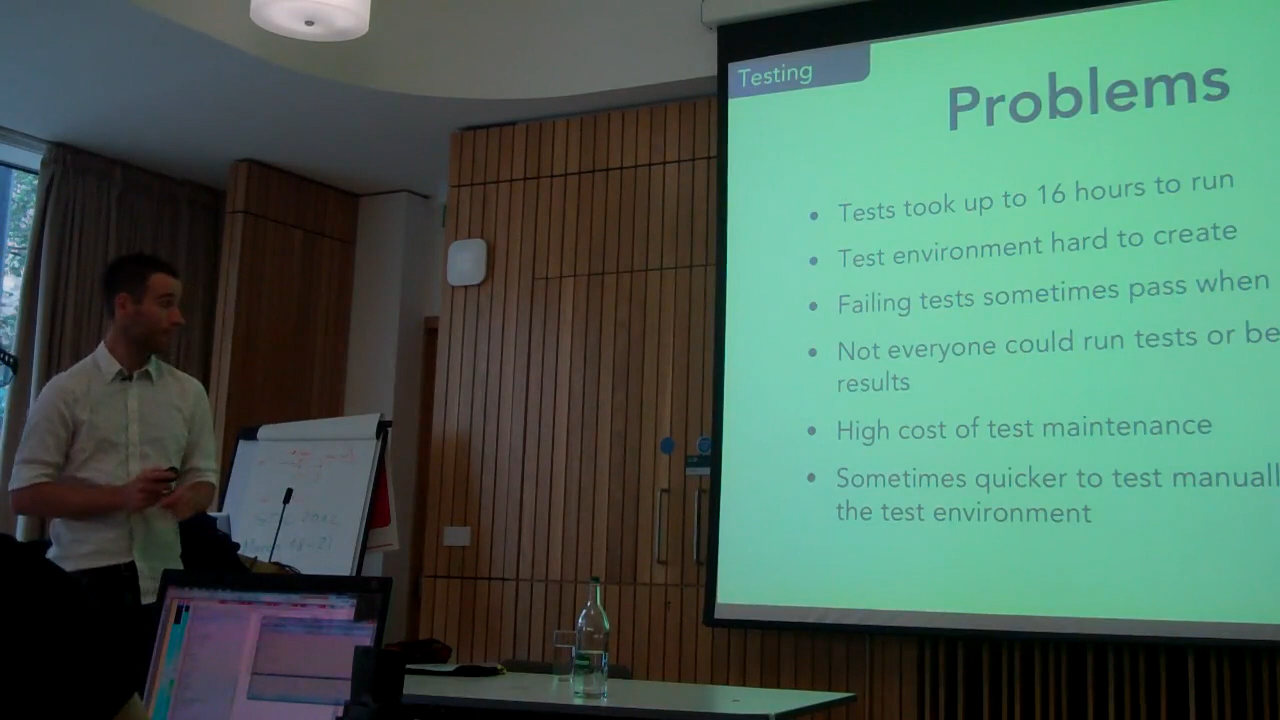 Testing
Problems
• Tests took up to 16 hours to run
• Test environment hard to create
• Failing tests sometimes pass when
• Not everyone could run tests or be
results
• High cost of test maintenance
• Sometimes quicker to test manuall
the test environment